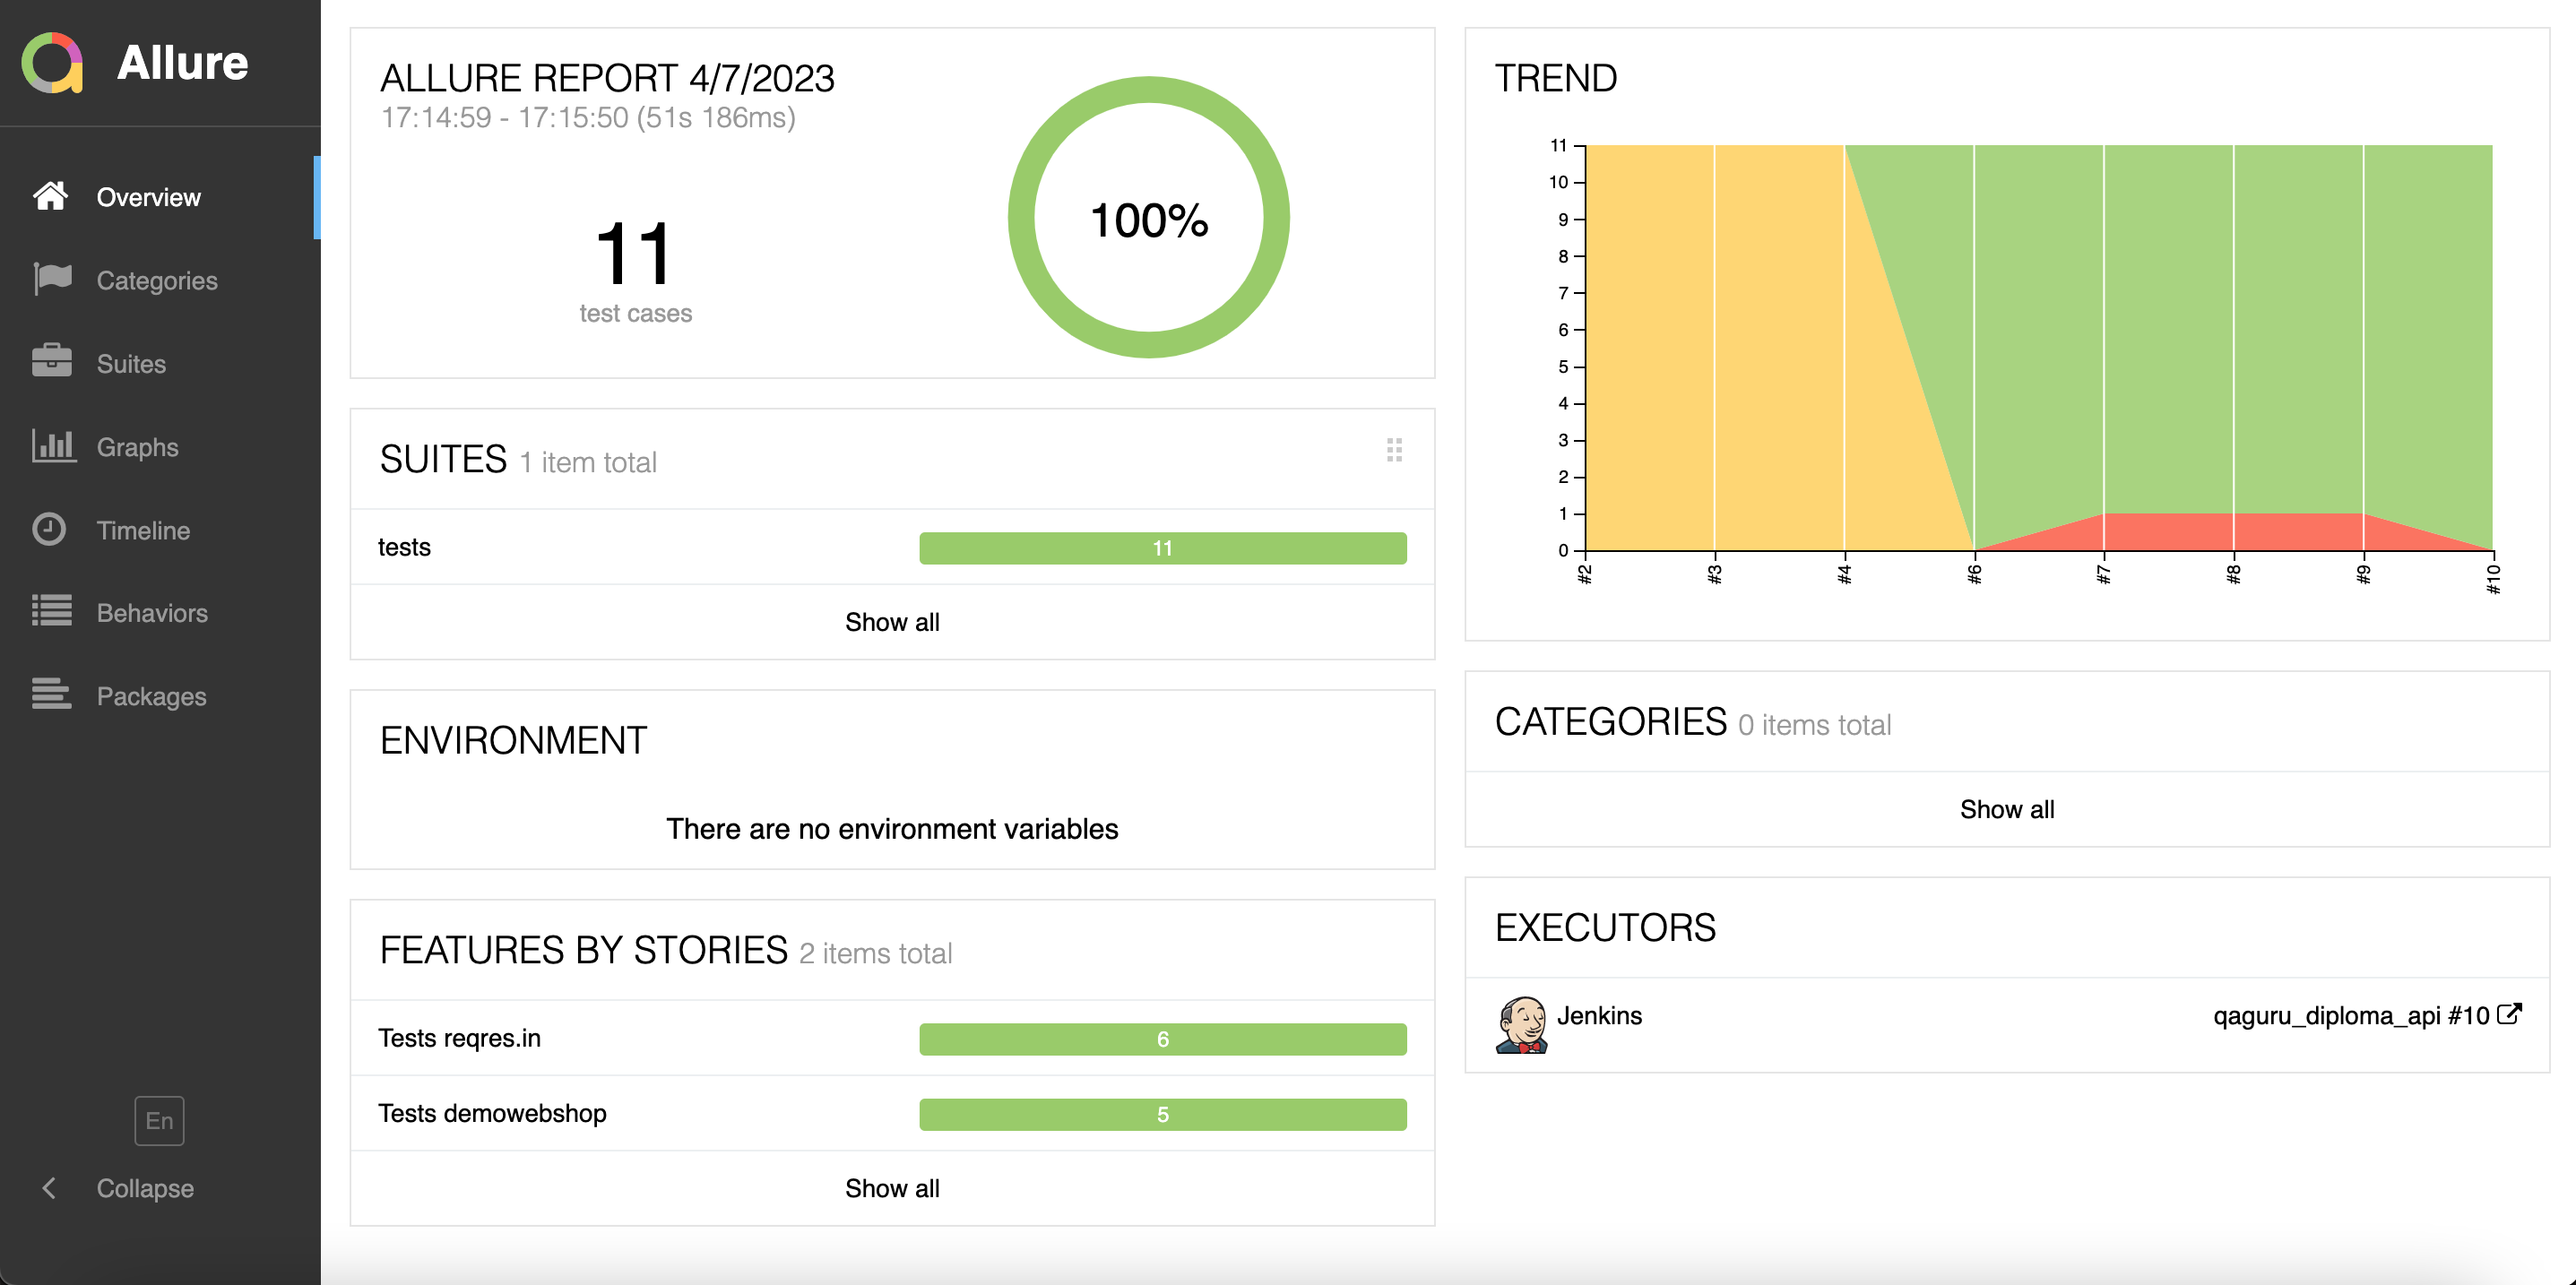 Allure
Overview
Categories
Suites
Graphs
Timeline
Behaviors
Packages
En
Collapse
ALLURE REPORT 4/7/2023
17:14:59 - 17:15:50 (51s 186ms)
11
test cases
100%
SUITES 1 item total
tests 11
Show all
ENVIRONMENT
There are no environment variables
FEATURES BY STORIES 2 items total
Tests reqres.in 6
Tests demowebshop 5
Show all
TREND
11
10
9
8
7
6
5
4
3
2
1
0
#2 #3 #4 #6 #7 #8 #9 #10
CATEGORIES 0 items total
Show all
EXECUTORS
Jenkins qaguru_diploma_api #10